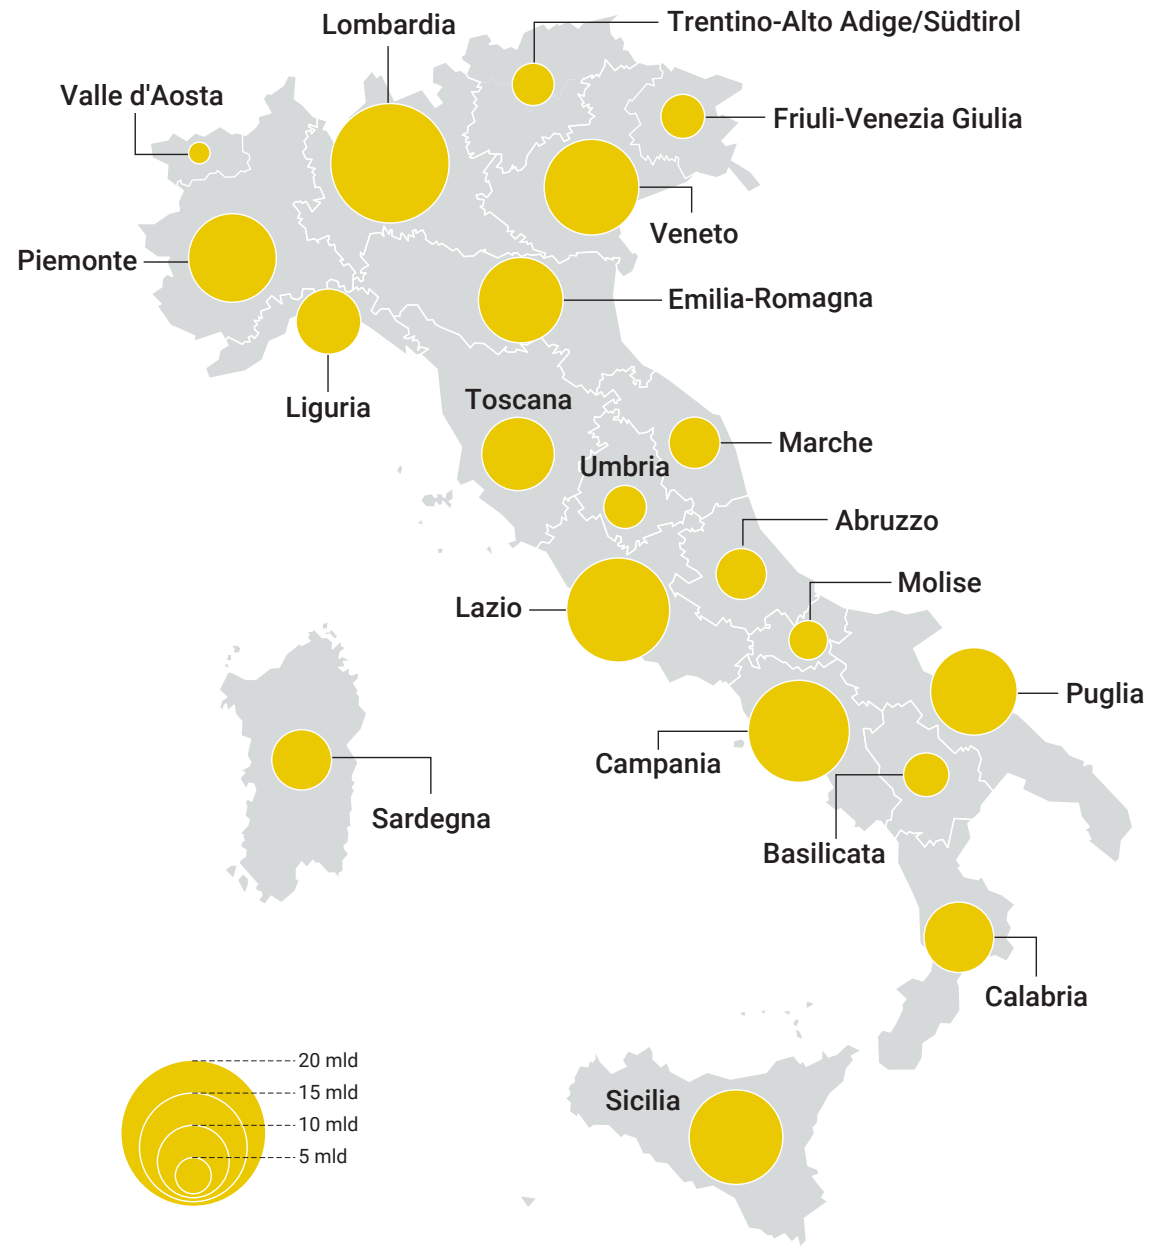 Trentino-Alto Adige/Südtirol
Lombardia
Valle d'Aosta
Friuli-Venezia Giulia
Veneto
Piemonte
Emilia-Romagna
Liguria
Toscana
Marche
Umbria
Abruzzo
Molise
Lazio
Puglia
Campania
Sardegna
Basilicata
Calabria
20 mld
15 mld
10 mld
5 mld
Sicilia